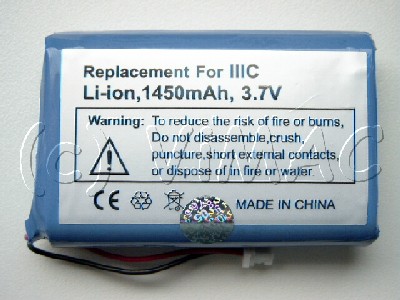 Replacement For IIIC
Li-ion,1450mAh, 3.7V
Warning: To reduce the risk of fire or burns,
Do not disassemble,crush,
puncture,short external contacts,
or dispose of in fire or water.
CE MADE IN CHINA
(c) VIMAC